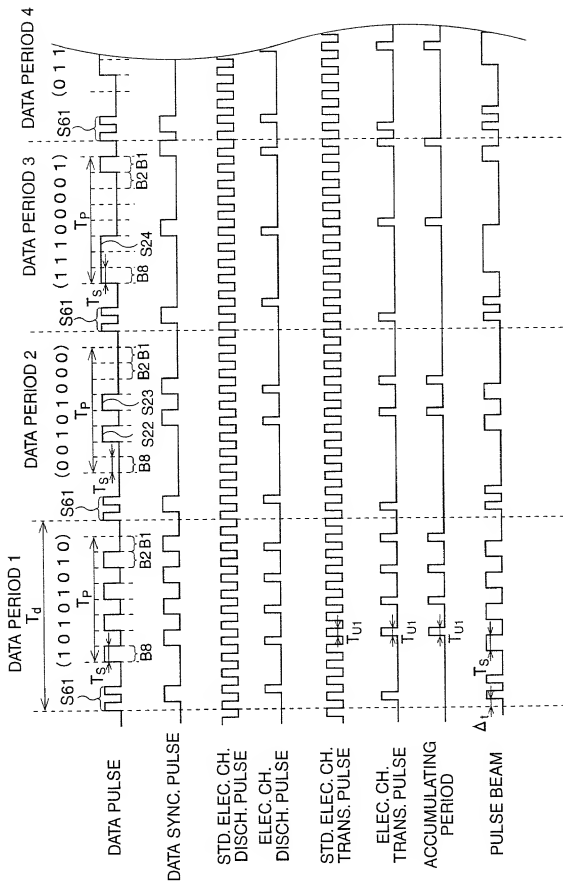 DATA PERIOD 1
DATA PERIOD 2
DATA PERIOD 3
DATA PERIOD 4
Td
S61 (1 0 1 0 1 0 1 0)
S61 (0 0 1 0 1 0 0 0)
S61 (1 1 1 0 0 0 0 1)
S61 (0 1 1
TS TP
TS TP
TS TP
DATA PULSE
B8 B2 B1
B8 S22 S23 B2 B1
B8 S24 B2 B1
DATA SYNC. PULSE
STD. ELEC. CH.
DISCH. PULSE
ELEC. CH.
DISCH. PULSE
STD. ELEC. CH.
TRANS. PULSE
TU1
ELEC. CH.
TRANS. PULSE
TU1
ACCUMULATING
PERIOD
TU1
PULSE BEAM
Δt
TS